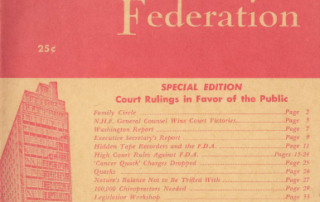 Federation
25¢
SPECIAL EDITION
Court Rulings in Favor of the Public
Family Circle Page 2
N.H.F. General Counsel Wins Court Victories Page 5
Washington Report Page 7
Executive Secretary's Report Page 9
Hidden Tape Recorders and the F.D.A. Page 11
High Court Rules Against F.D.A. Pages 13-24
'Cancer Quack' Charges Dropped Page 25
Quacks Page 26
Nature's Balance Not to Be Trifled With Page 27
100,000 Chiropractors Needed Page 29
Legislative Workshop Page 31